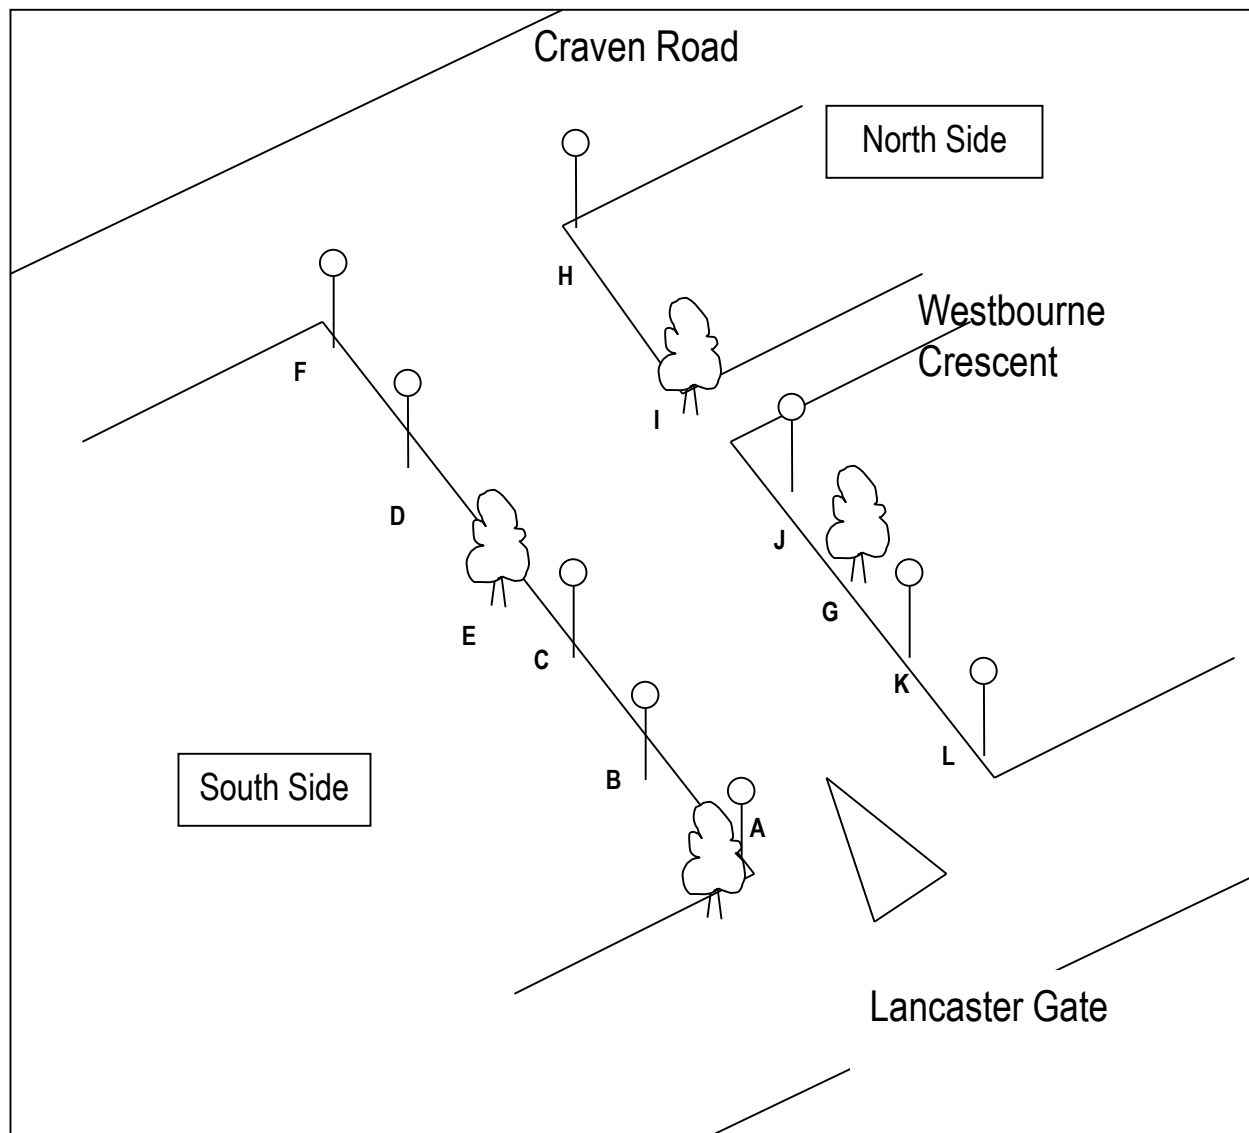 Craven Road
North Side
H
Westbourne
Crescent
F
I
D
J
G
E
C
K
L
B
South Side
A
Lancaster Gate